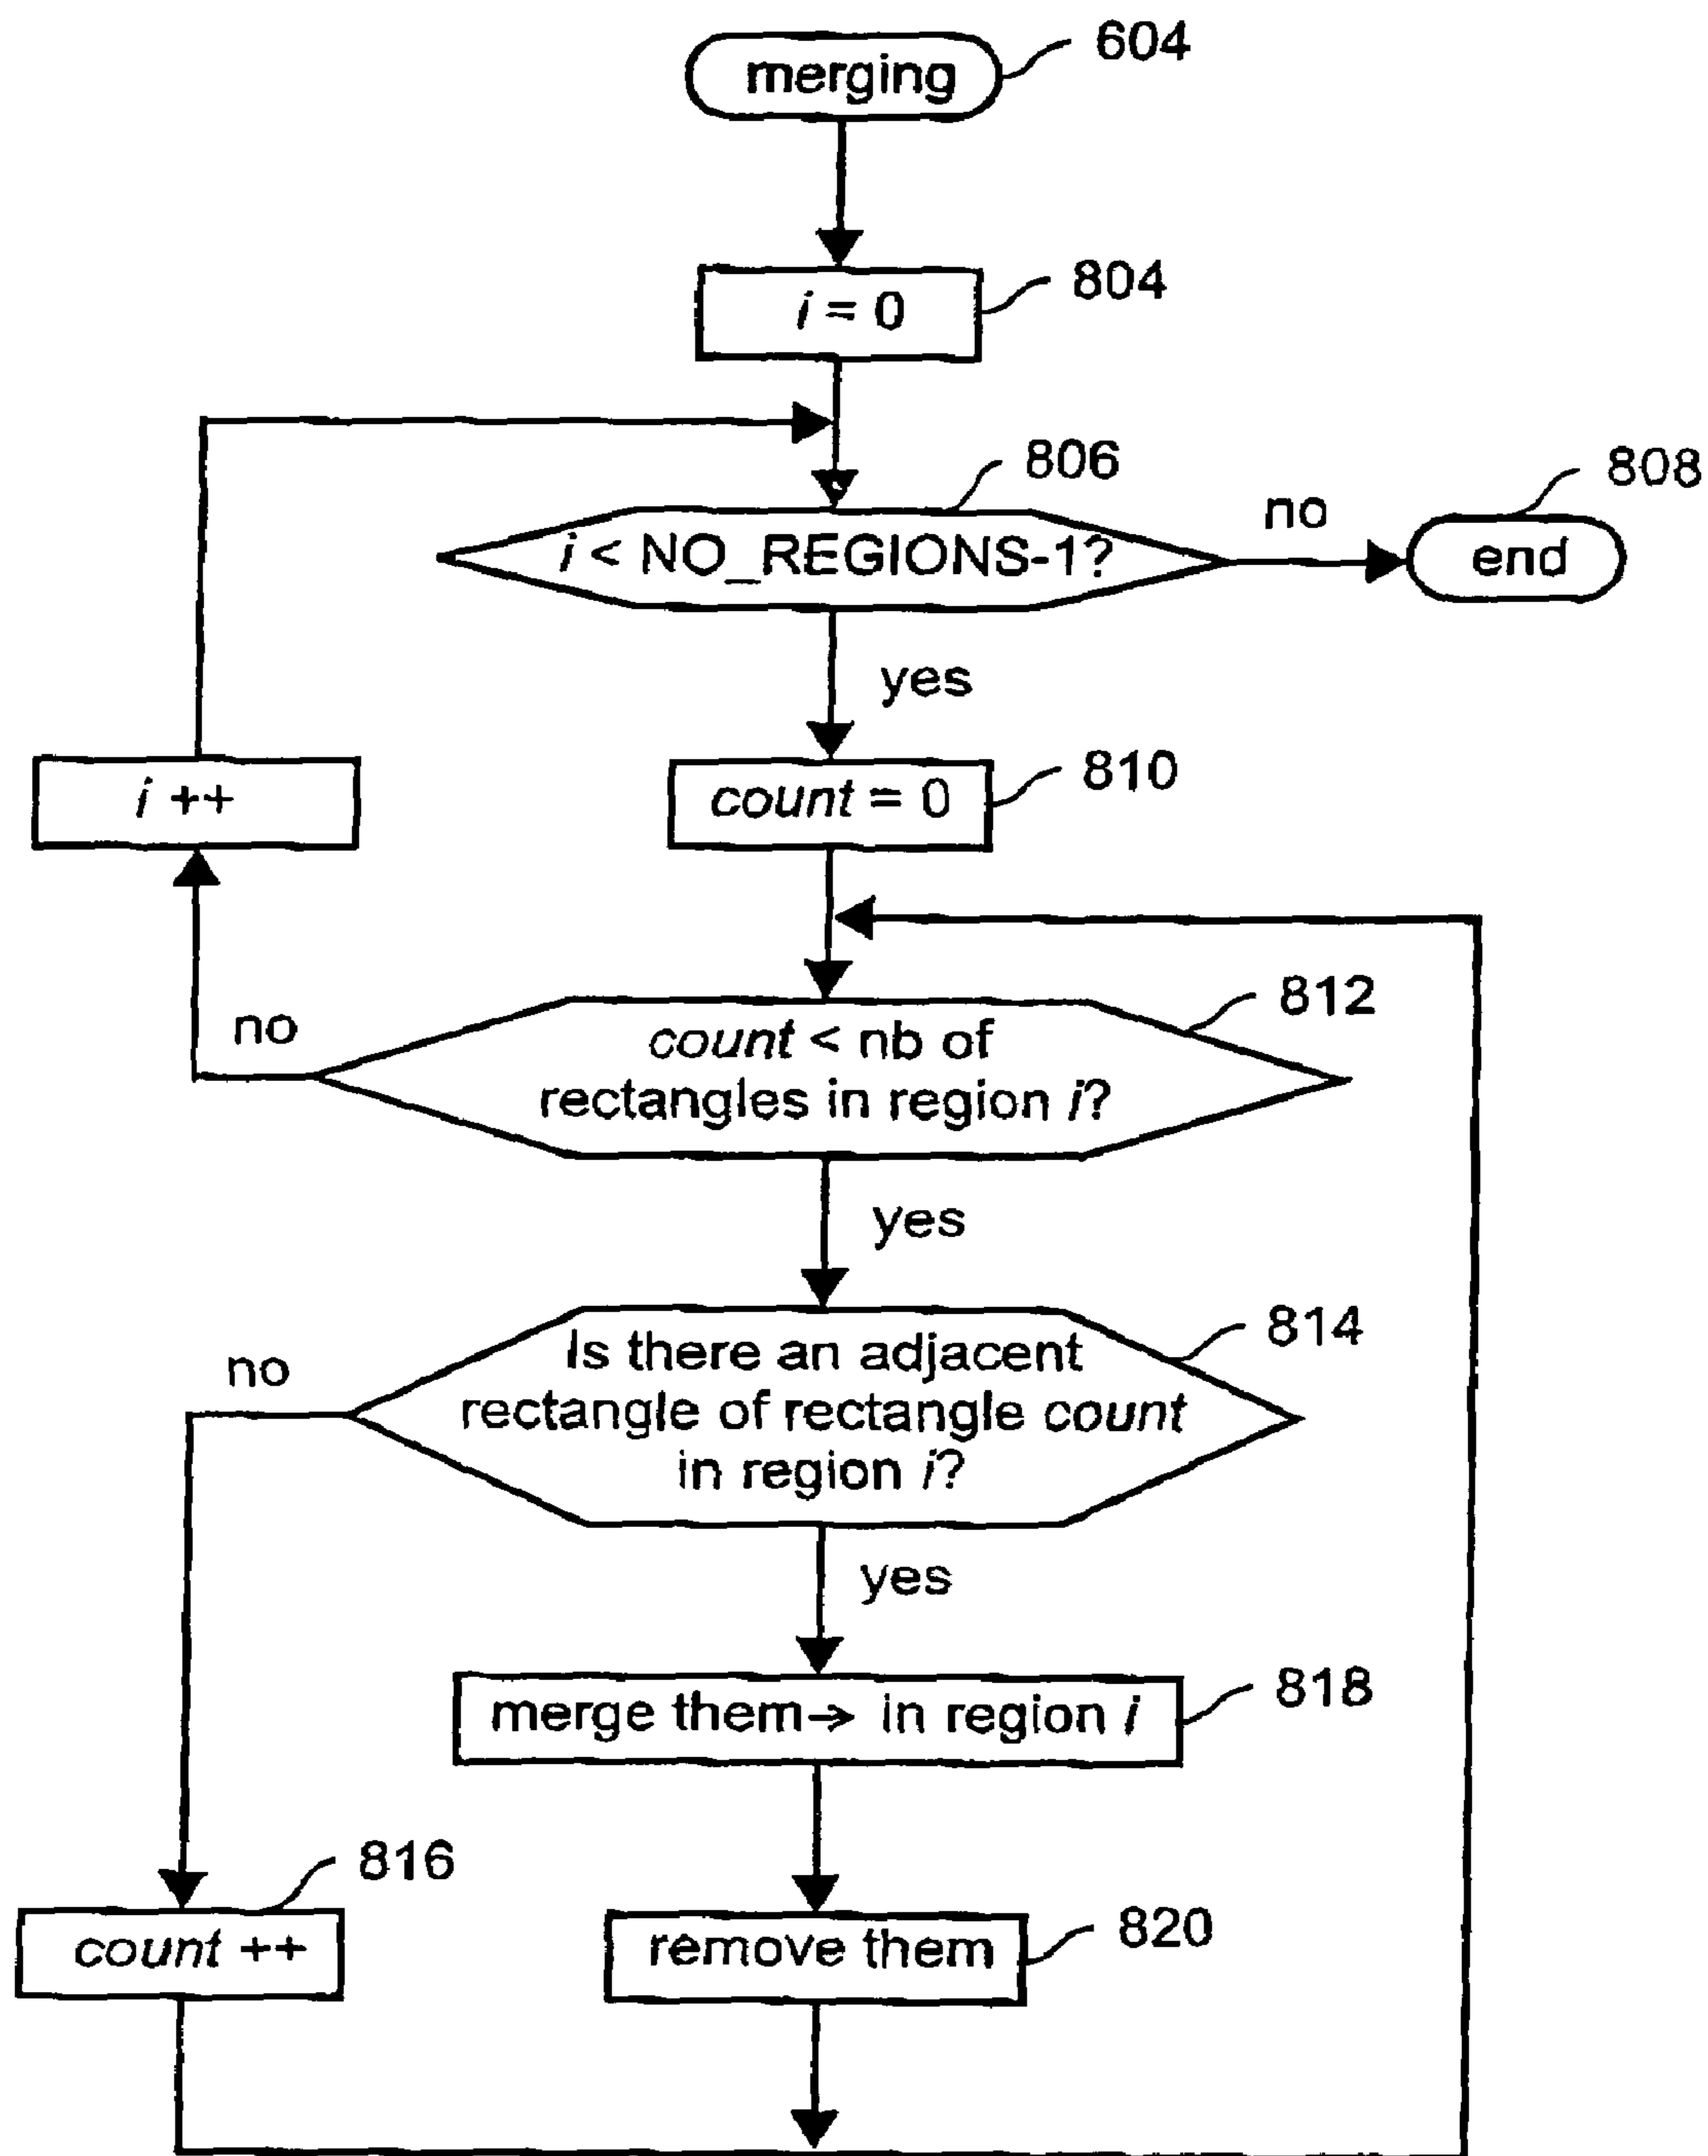 merging
604
i = 0
804
i < NO_REGIONS-1?
806
no
end
808
yes
i ++
count = 0
810
count < nb of
rectangles in region i?
812
no
yes
Is there an adjacent
rectangle of rectangle count
in region i?
814
no
yes
merge them→ in region i
818
count ++
816
remove them
820